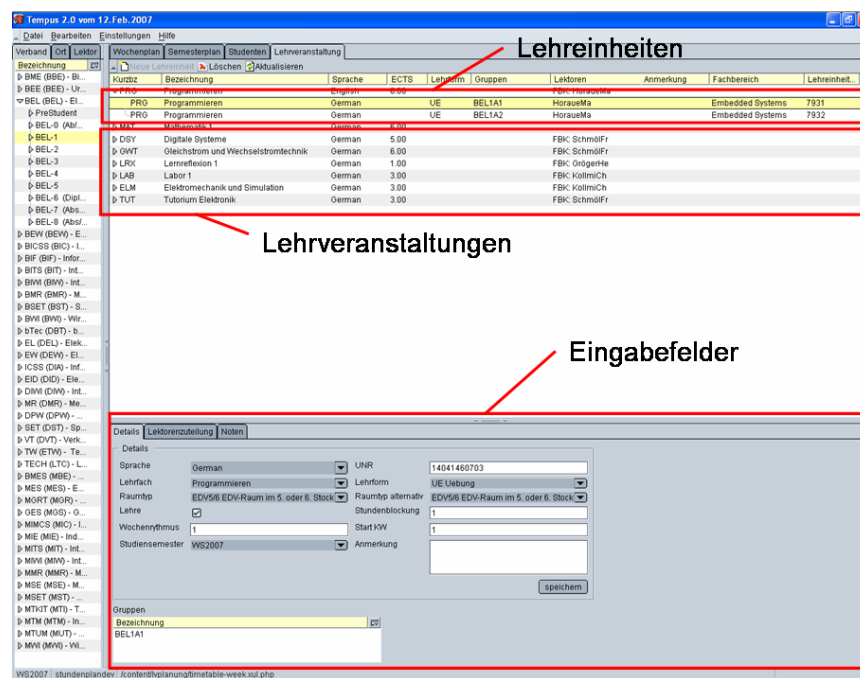 Tempus 2.0 vom 12.Feb.2007
Datei Bearbeiten Einstellungen Hilfe
Verband Ort Lektor
Wochenplan Semesterplan Studenten Lehrveranstaltung
Lehreinheiten
Neue Lehreinheit Löschen Aktualisieren
Bezeichnung
Kurzbz Bezeichnung Sprache ECTS Lehrform Gruppen Lektoren Anmerkung Fachbereich Lehreinheit...
PRG Programmieren English 6.00 FBK: HoraueMa
PRG Programmieren German UE BEL1A1 HoraueMa Embedded Systems 7931
PRG Programmieren German UE BEL1A2 HoraueMa Embedded Systems 7932
MAT Mathematik 1 German 6.00
DSY Digitale Systeme German 5.00 FBK: SchmölFr
GWT Gleichstrom und Wechselstromtechnik German 6.00 FBK: SchmölFr
LRX Lernreflexion 1 German 1.00 FBK: GrögerHe
LAB Labor 1 German 3.00 FBK: KollmiCh
ELM Elektromechanik und Simulation German 3.00 FBK: KollmiCh
TUT Tutorium Elektronik German 3.00 FBK: SchmölFr
BME (BBE) - Bi...
BEE (BEE) - Ur...
BEL (BEL) - El...
PreStudent
BEL-0 (Ab/...
BEL-1
BEL-2
BEL-3
BEL-4
BEL-5
BEL-6 (Dipl...
BEL-7 (Abs...
BEL-8 (Abs/...
BEW (BEW) - E...
BICSS (BIC) - I...
BIF (BIF) - Infor...
BITS (BIT) - Int...
BIWI (BIW) - Int...
BMR (BMR) - M...
BSET (BST) - S...
BWI (BWI) - Wir...
bTec (DBT) - b...
EL (DEL) - Elek...
EW (DEW) - El...
ICSS (DIA) - Inf...
EID (DID) - Ele...
DIWI (DIW) - Int...
MR (DMR) - Me...
DPW (DPW) - ...
SET (DST) - Sp...
VT (DVT) - Verk...
TW (ETW) - Te...
TECH (LTC) - L...
BMES (MBE) - ...
MES (MES) - E...
MGRT (MGR) - ...
GES (MGS) - G...
MIMCS (MIC) - I...
MIE (MIE) - Ind...
MITS (MIT) - Int...
MIWI (MIW) - Int...
MMR (MMR) - M...
MSE (MSE) - M...
MSET (MST) - ...
MTKIT (MTI) - T...
MTM (MTM) - In...
MTUM (MUT) - ...
MWI (MWI) - Wi...
Lehrveranstaltungen
Eingabefelder
Details Lektorenzuteilung Noten
Details
Sprache German UNR 14041460703
Lehrfach Programmieren Lehrform UE Uebung
Raumtyp EDV5/6 EDV-Raum im 5. oder 6. Stock Raumtyp alternativ EDV5/6 EDV-Raum im 5. oder 6. Stock
Lehre Stundenblockung 1
Wochenrythmus 1 Start KW 1
Studiensemester WS2007 Anmerkung
speichern
Gruppen
Bezeichnung
BEL1A1
WS2007 stundenplandev /content/lvplanung/timetable-week.xul.php